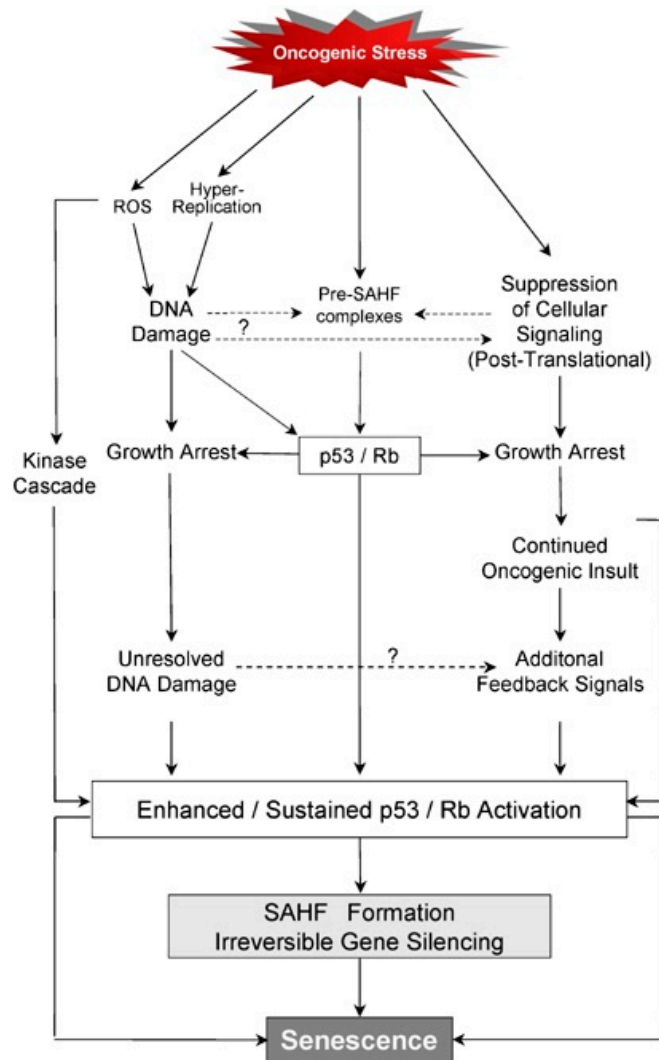 Oncogenic Stress
ROS
Hyper-
Replication
DNA
Damage
?
Pre-SAHF
complexes
Suppression
of Cellular
Signaling
(Post-Translational)
Kinase
Cascade
Growth Arrest
p53 / Rb
Growth Arrest
Continued
Oncogenic Insult
Unresolved
DNA Damage
?
Additonal
Feedback Signals
Enhanced / Sustained p53 / Rb Activation
SAHF Formation
Irreversible Gene Silencing
Senescence